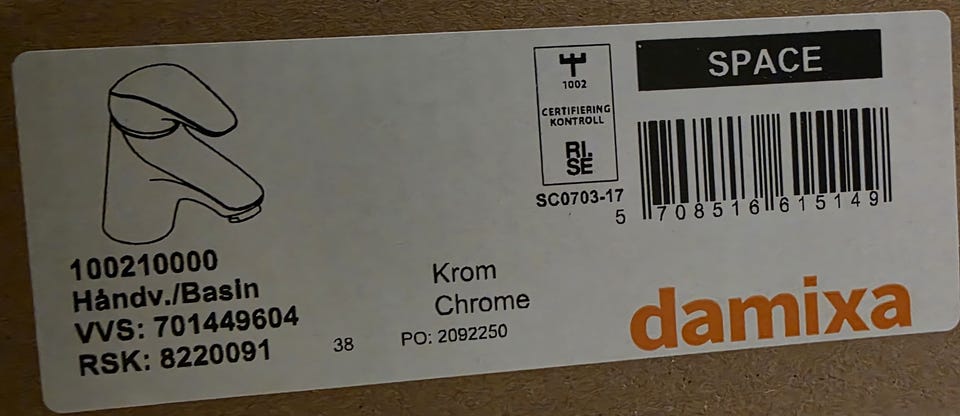 SPACE
1002
CERTIFIERING
KONTROLL
RI.
SE
SC0703-17
5 708516 615149
100210000
Håndv./Basin
VVS: 701449604
RSK: 8220091
38
Krom
Chrome
PO: 2092250
damixa